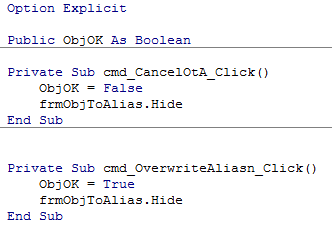 Option Explicit
Public ObjOK As Boolean
Private Sub cmd_CancelOtA_Click()
ObjOK = False
frmObjToAlias.Hide
End Sub
Private Sub cmd_OverwriteAliasn_Click()
ObjOK = True
frmObjToAlias.Hide
End Sub